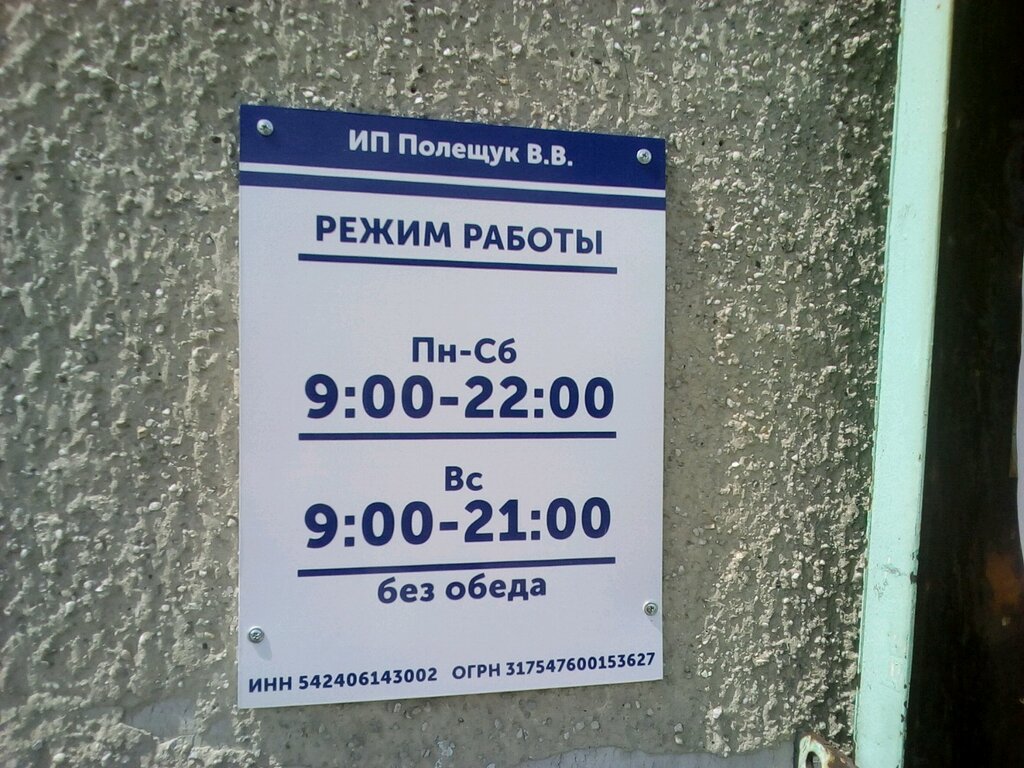 ИП Полещук В.В.
РЕЖИМ РАБОТЫ
Пн-Сб
9:00-22:00
Вс
9:00-21:00
без обеда
ИНН 542406143002 ОГРН 317547600153627